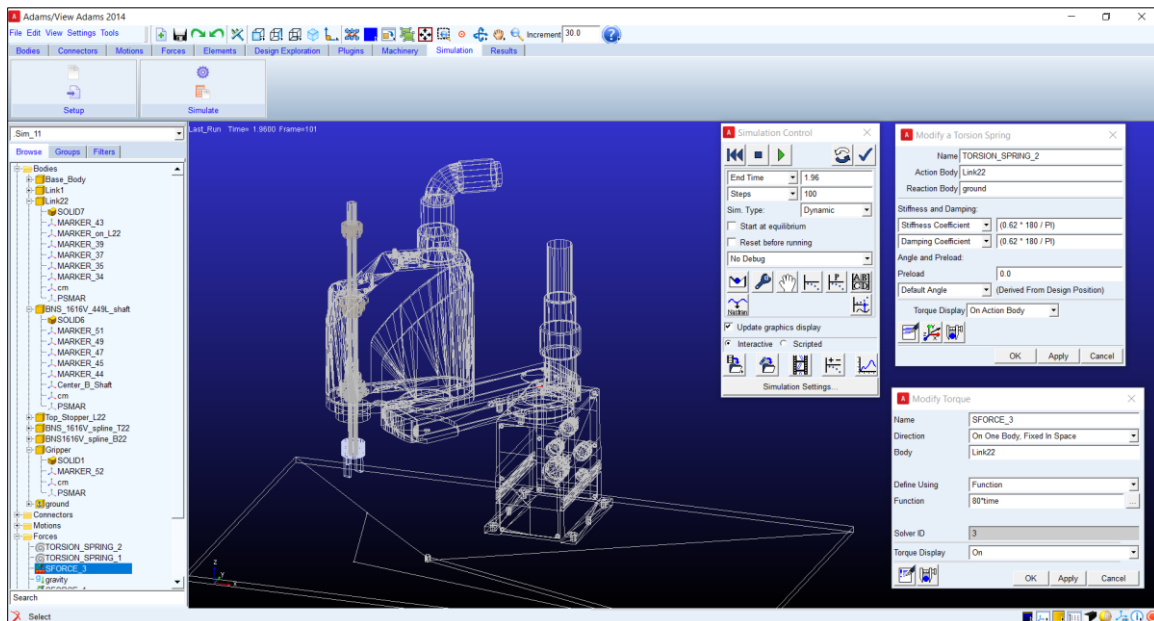 Adams/View Adams 2014
File Edit View Settings Tools
Increment 30.0
Bodies Connectors Motions Forces Elements Design Exploration Plugins Machinery Simulation Results
Setup Simulate
.Sim_11
Browse Groups Filters
Bodies
Base_Body
Link1
Link22
SOLID7
MARKER_43
MARKER_on_L22
MARKER_39
MARKER_37
MARKER_35
MARKER_34
cm
PSMAR
BNS_1616V_449L_shaft
SOLID6
MARKER_51
MARKER_49
MARKER_47
MARKER_45
MARKER_44
Center_B_Shaft
cm
PSMAR
Top_Stopper_L22
BNS_1616V_spline_T22
BNS1616V_spline_B22
Gripper
SOLID1
MARKER_52
cm
PSMAR
ground
Connectors
Motions
Forces
TORSION_SPRING_2
TORSION_SPRING_1
SFORCE_3
gravity
Search
Select
Last_Run Time= 1.9600 Frame=101
Simulation Control
End Time 1.96
Steps 100
Sim. Type: Dynamic
Start at equilibrium
Reset before running
No Debug
Nastran
Update graphics display
Interactive Scripted
Simulation Settings...
Modify a Torsion Spring
Name TORSION_SPRING_2
Action Body Link22
Reaction Body ground
Stiffness and Damping:
Stiffness Coefficient (0.62 * 180 / PI)
Damping Coefficient (0.62 * 180 / PI)
Angle and Preload:
Preload 0.0
Default Angle (Derived From Design Position)
Torque Display On Action Body
OK Apply Cancel
Modify Torque
Name SFORCE_3
Direction On One Body, Fixed In Space
Body Link22
Define Using Function
Function 80*time ...
Solver ID 3
Torque Display On
OK Apply Cancel